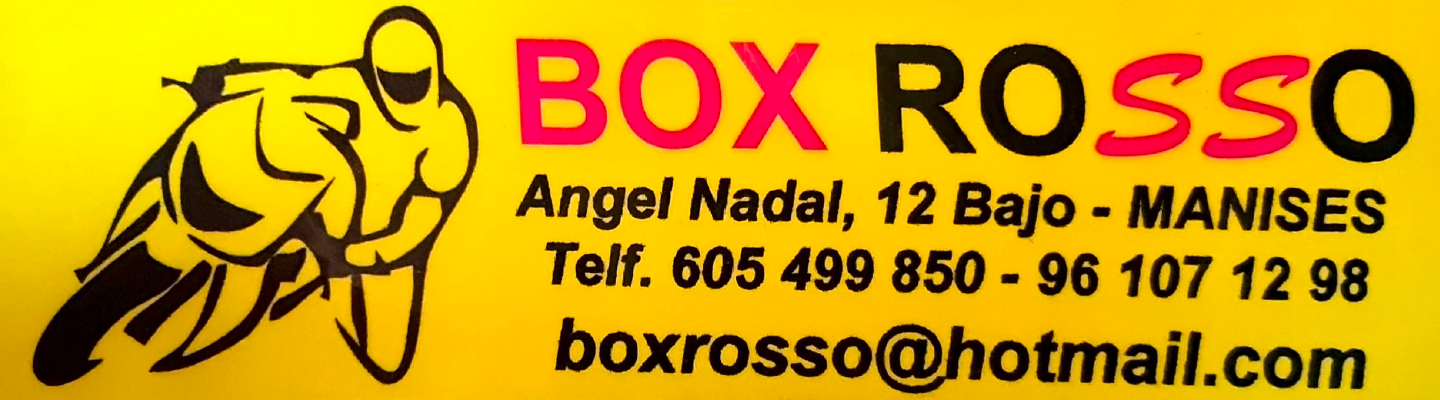 BOX ROSSO
Angel Nadal, 12 Bajo - MANISES
Telf. 605 499 850 - 96 107 12 98
boxrosso@hotmail.com